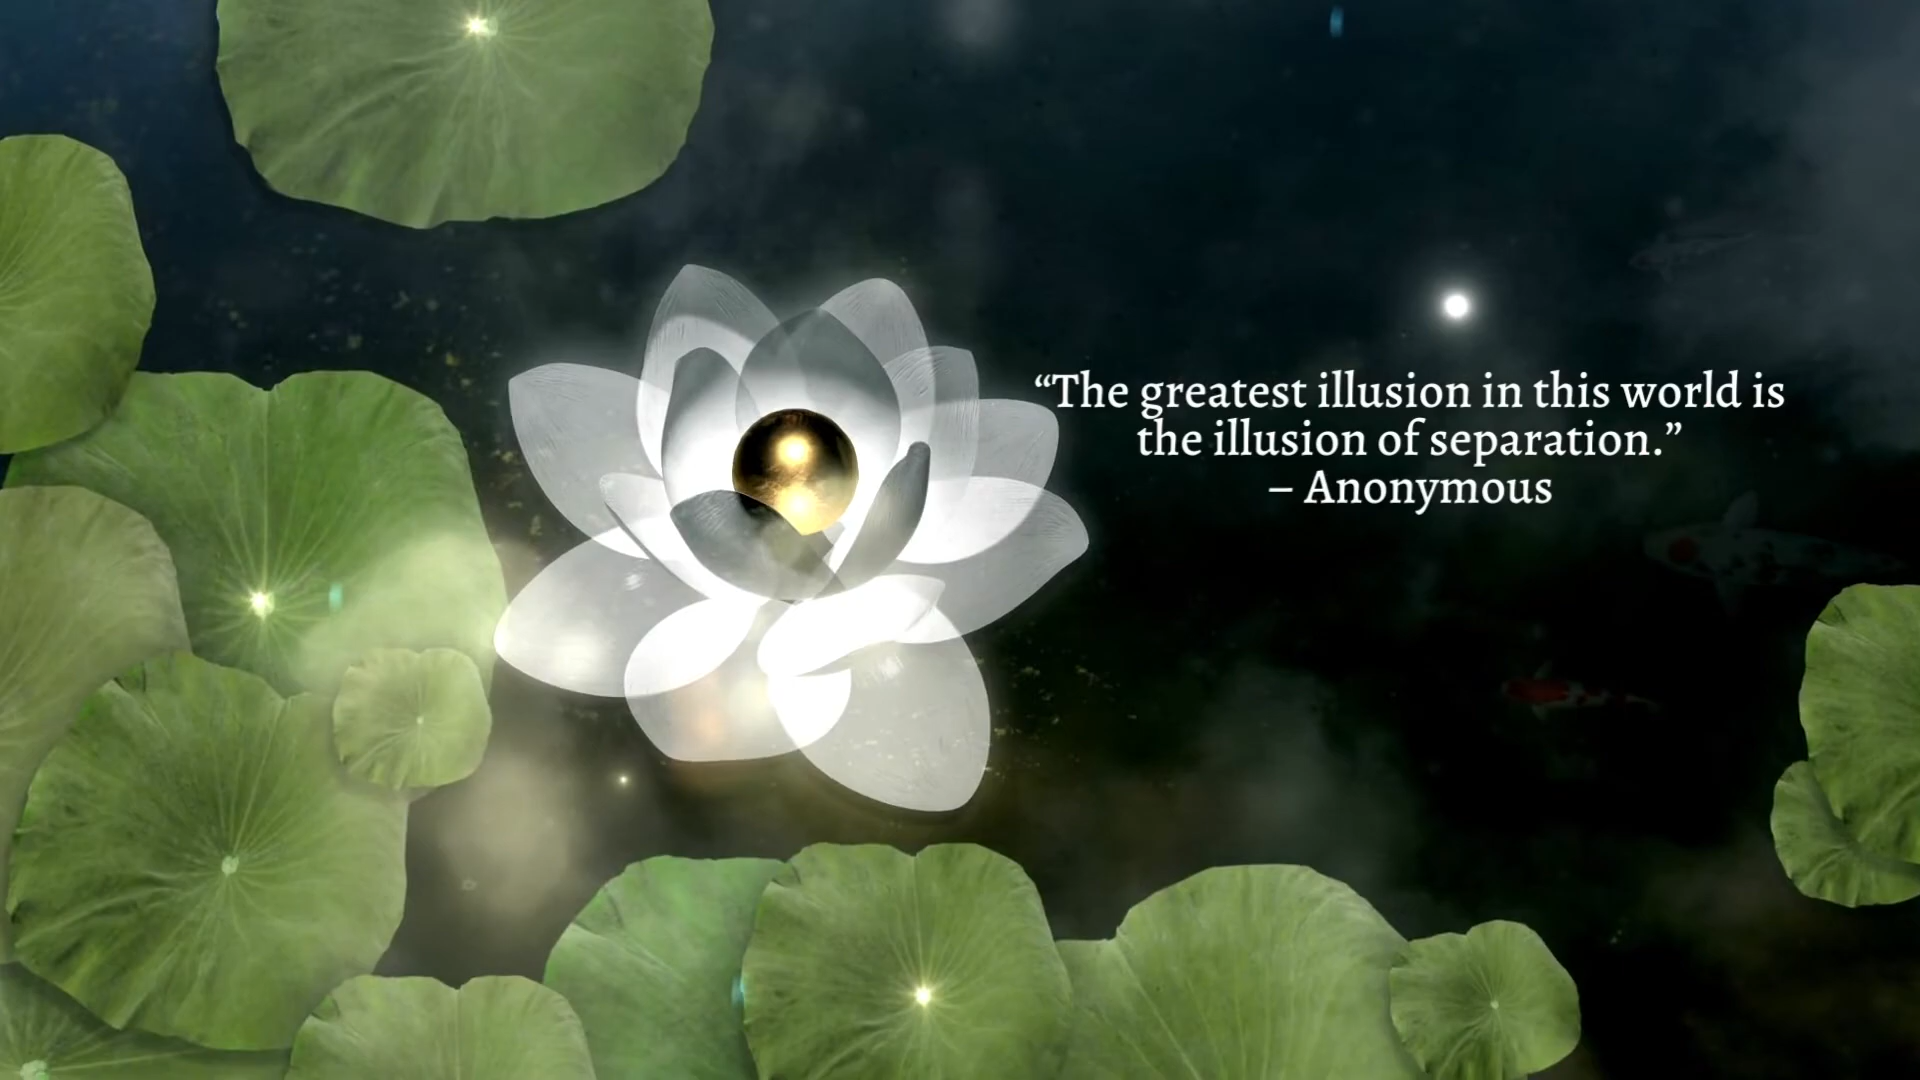 “The greatest illusion in this world is
the illusion of separation.”
– Anonymous